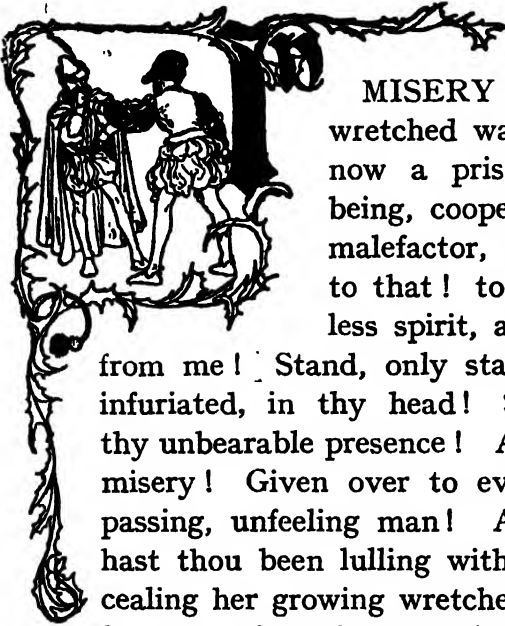 MISERY
wretched wa
now a pris
being, coope
malefactor,
to that ! to
less spirit, a
from me ! Stand, only sta
infuriated, in thy head! S
thy unbearable presence ! A
misery ! Given over to ev
passing, unfeeling man! A
hast thou been lulling with
cealing her growing wretche